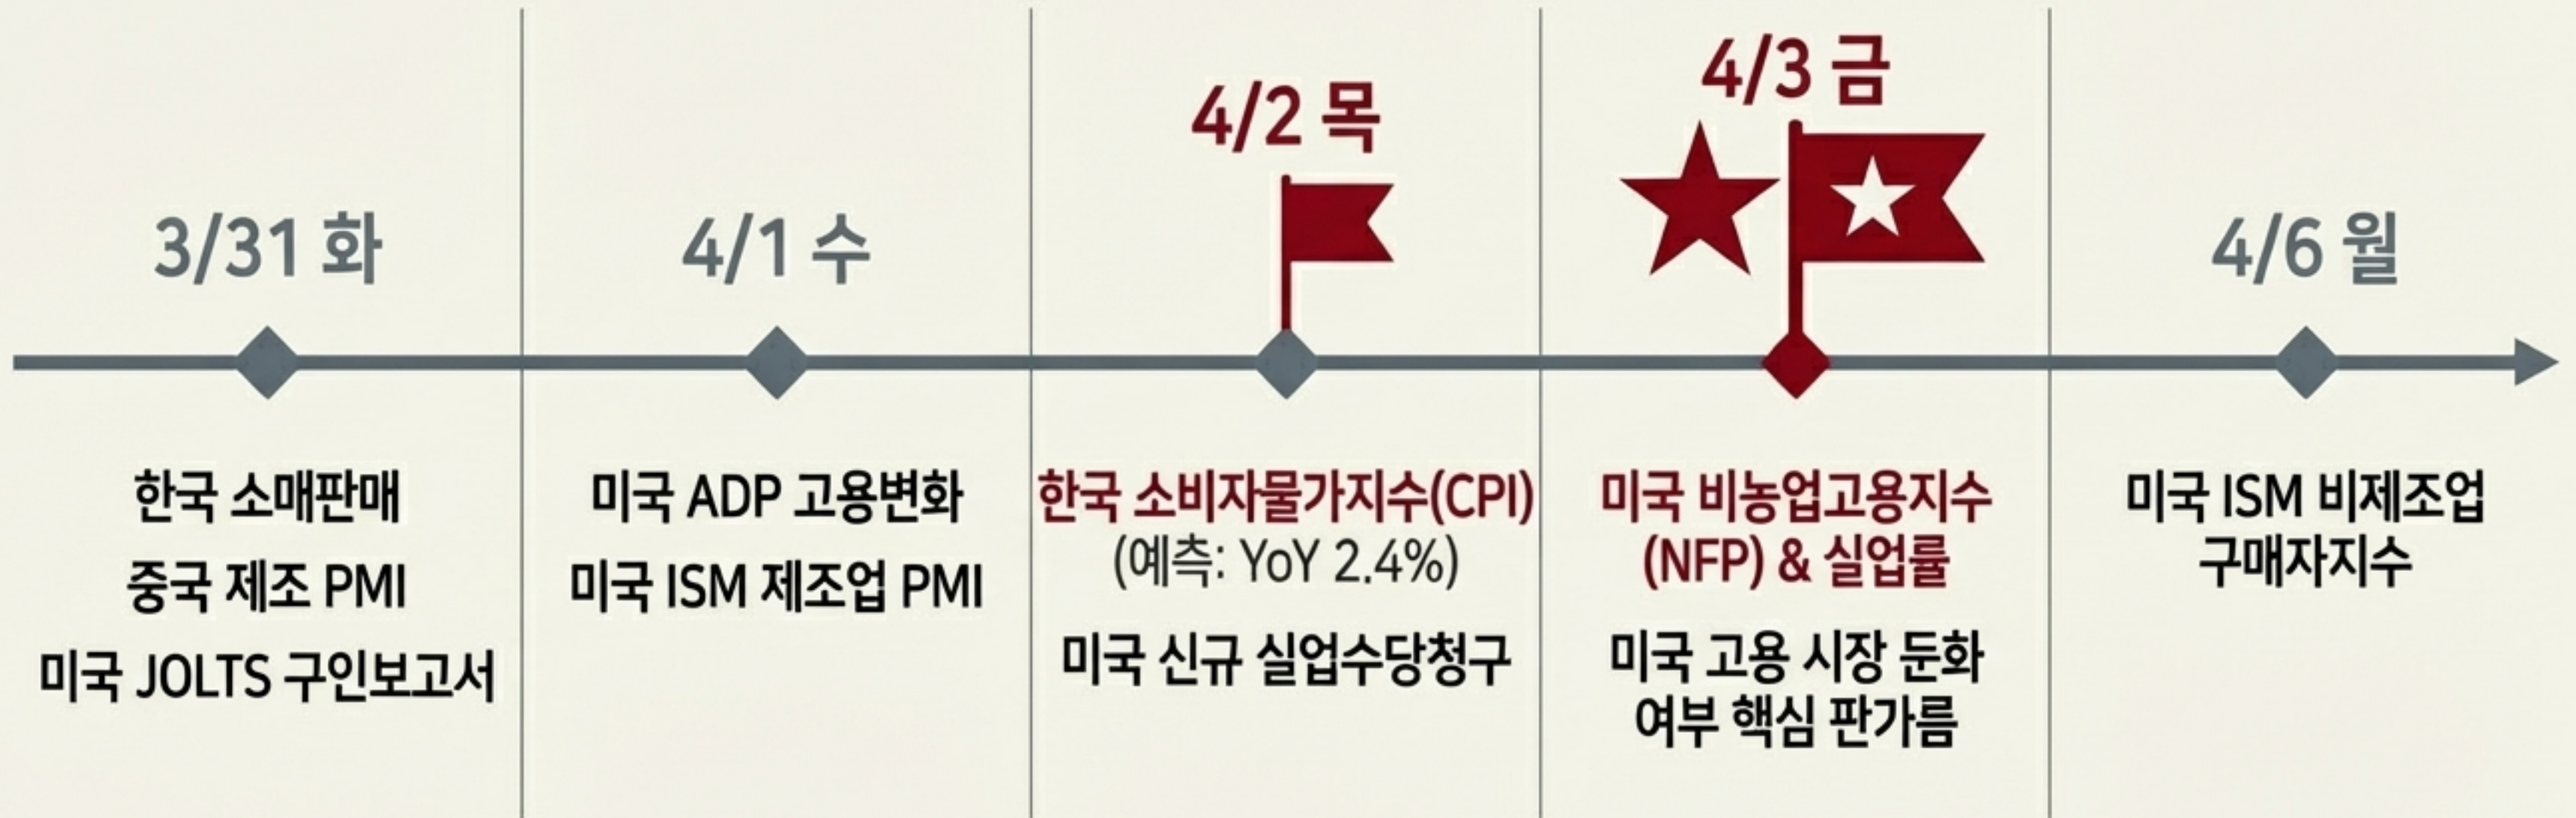 3/31 화
한국 소매판매
중국 제조 PMI
미국 JOLTS 구인보고서
4/1 수
미국 ADP 고용변화
미국 ISM 제조업 PMI
4/2 목
한국 소비자물가지수(CPI)
(예측: YoY 2.4%)
미국 신규 실업수당청구
4/3 금
미국 비농업고용지수
(NFP) & 실업률
미국 고용 시장 둔화
여부 핵심 판가름
4/6 월
미국 ISM 비제조업
구매자지수